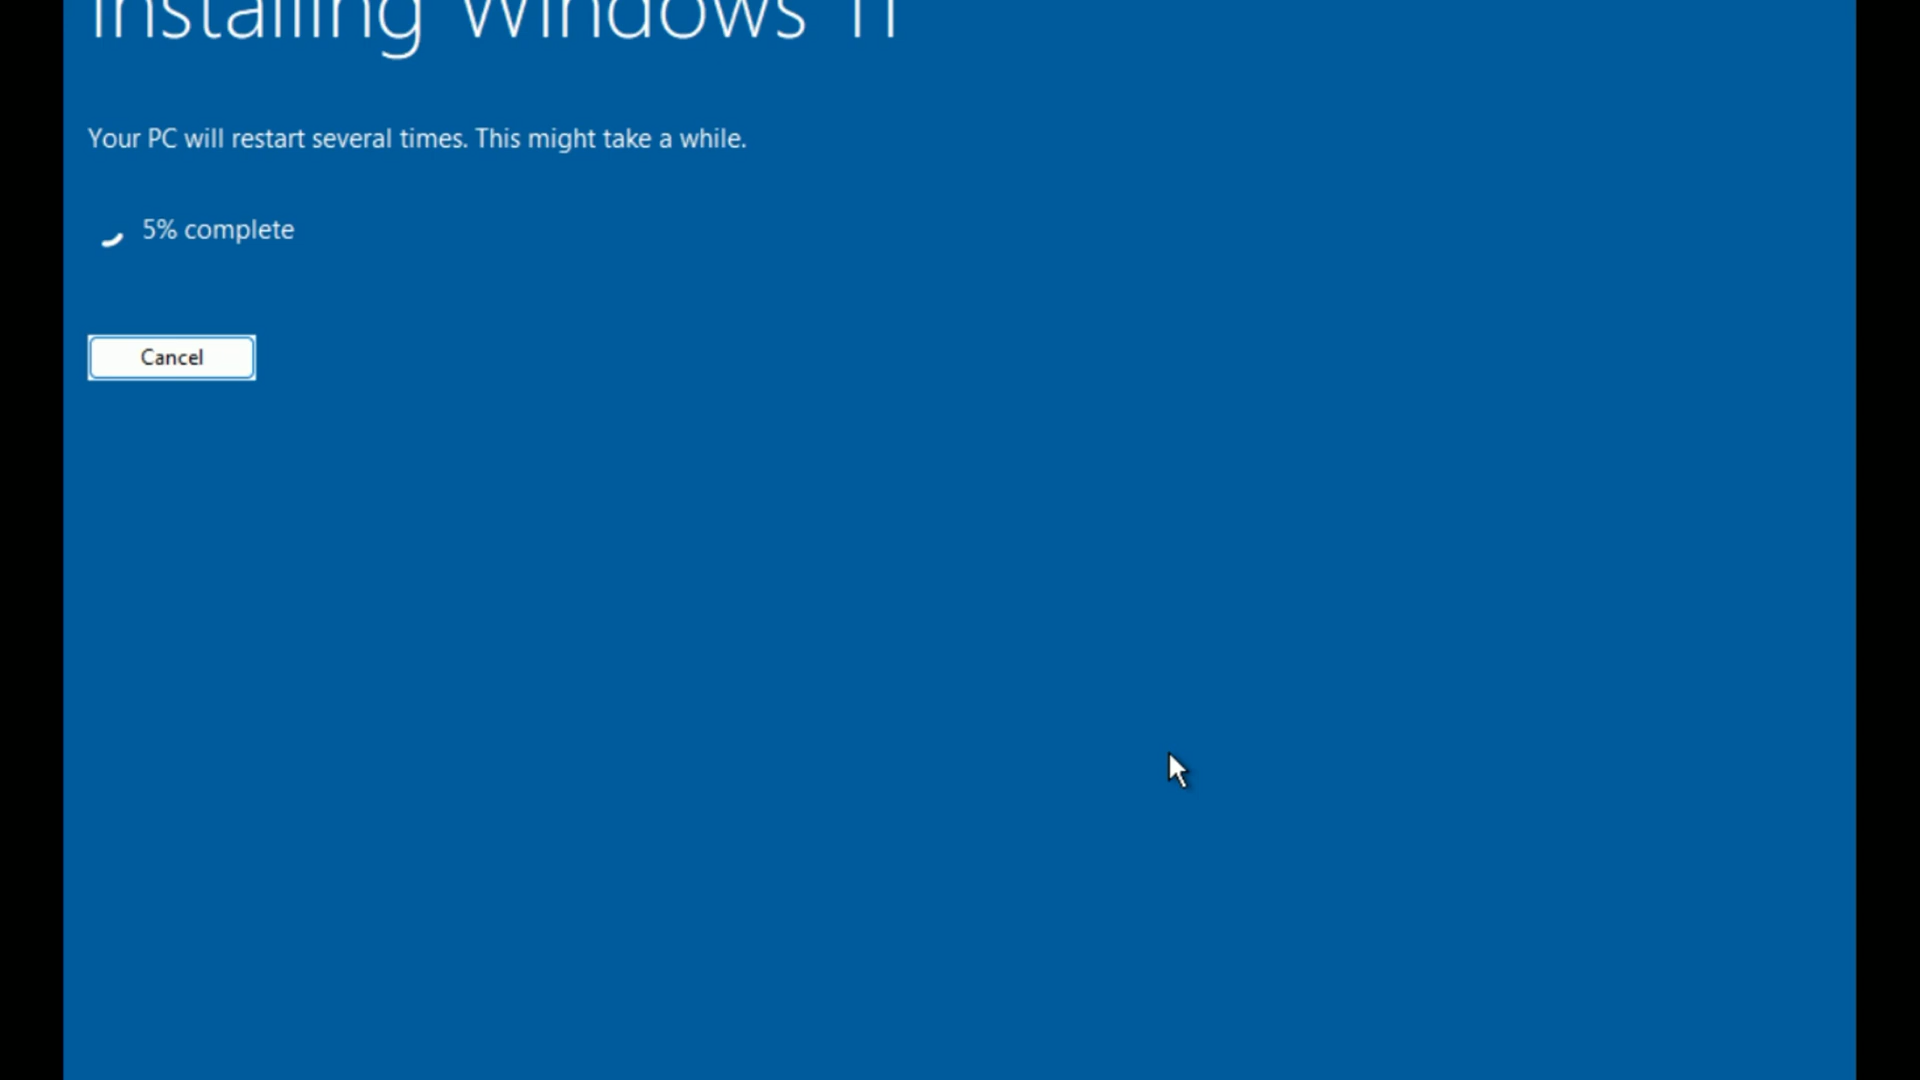 Installing Windows 11
Your PC will restart several times. This might take a while.
5% complete
Cancel